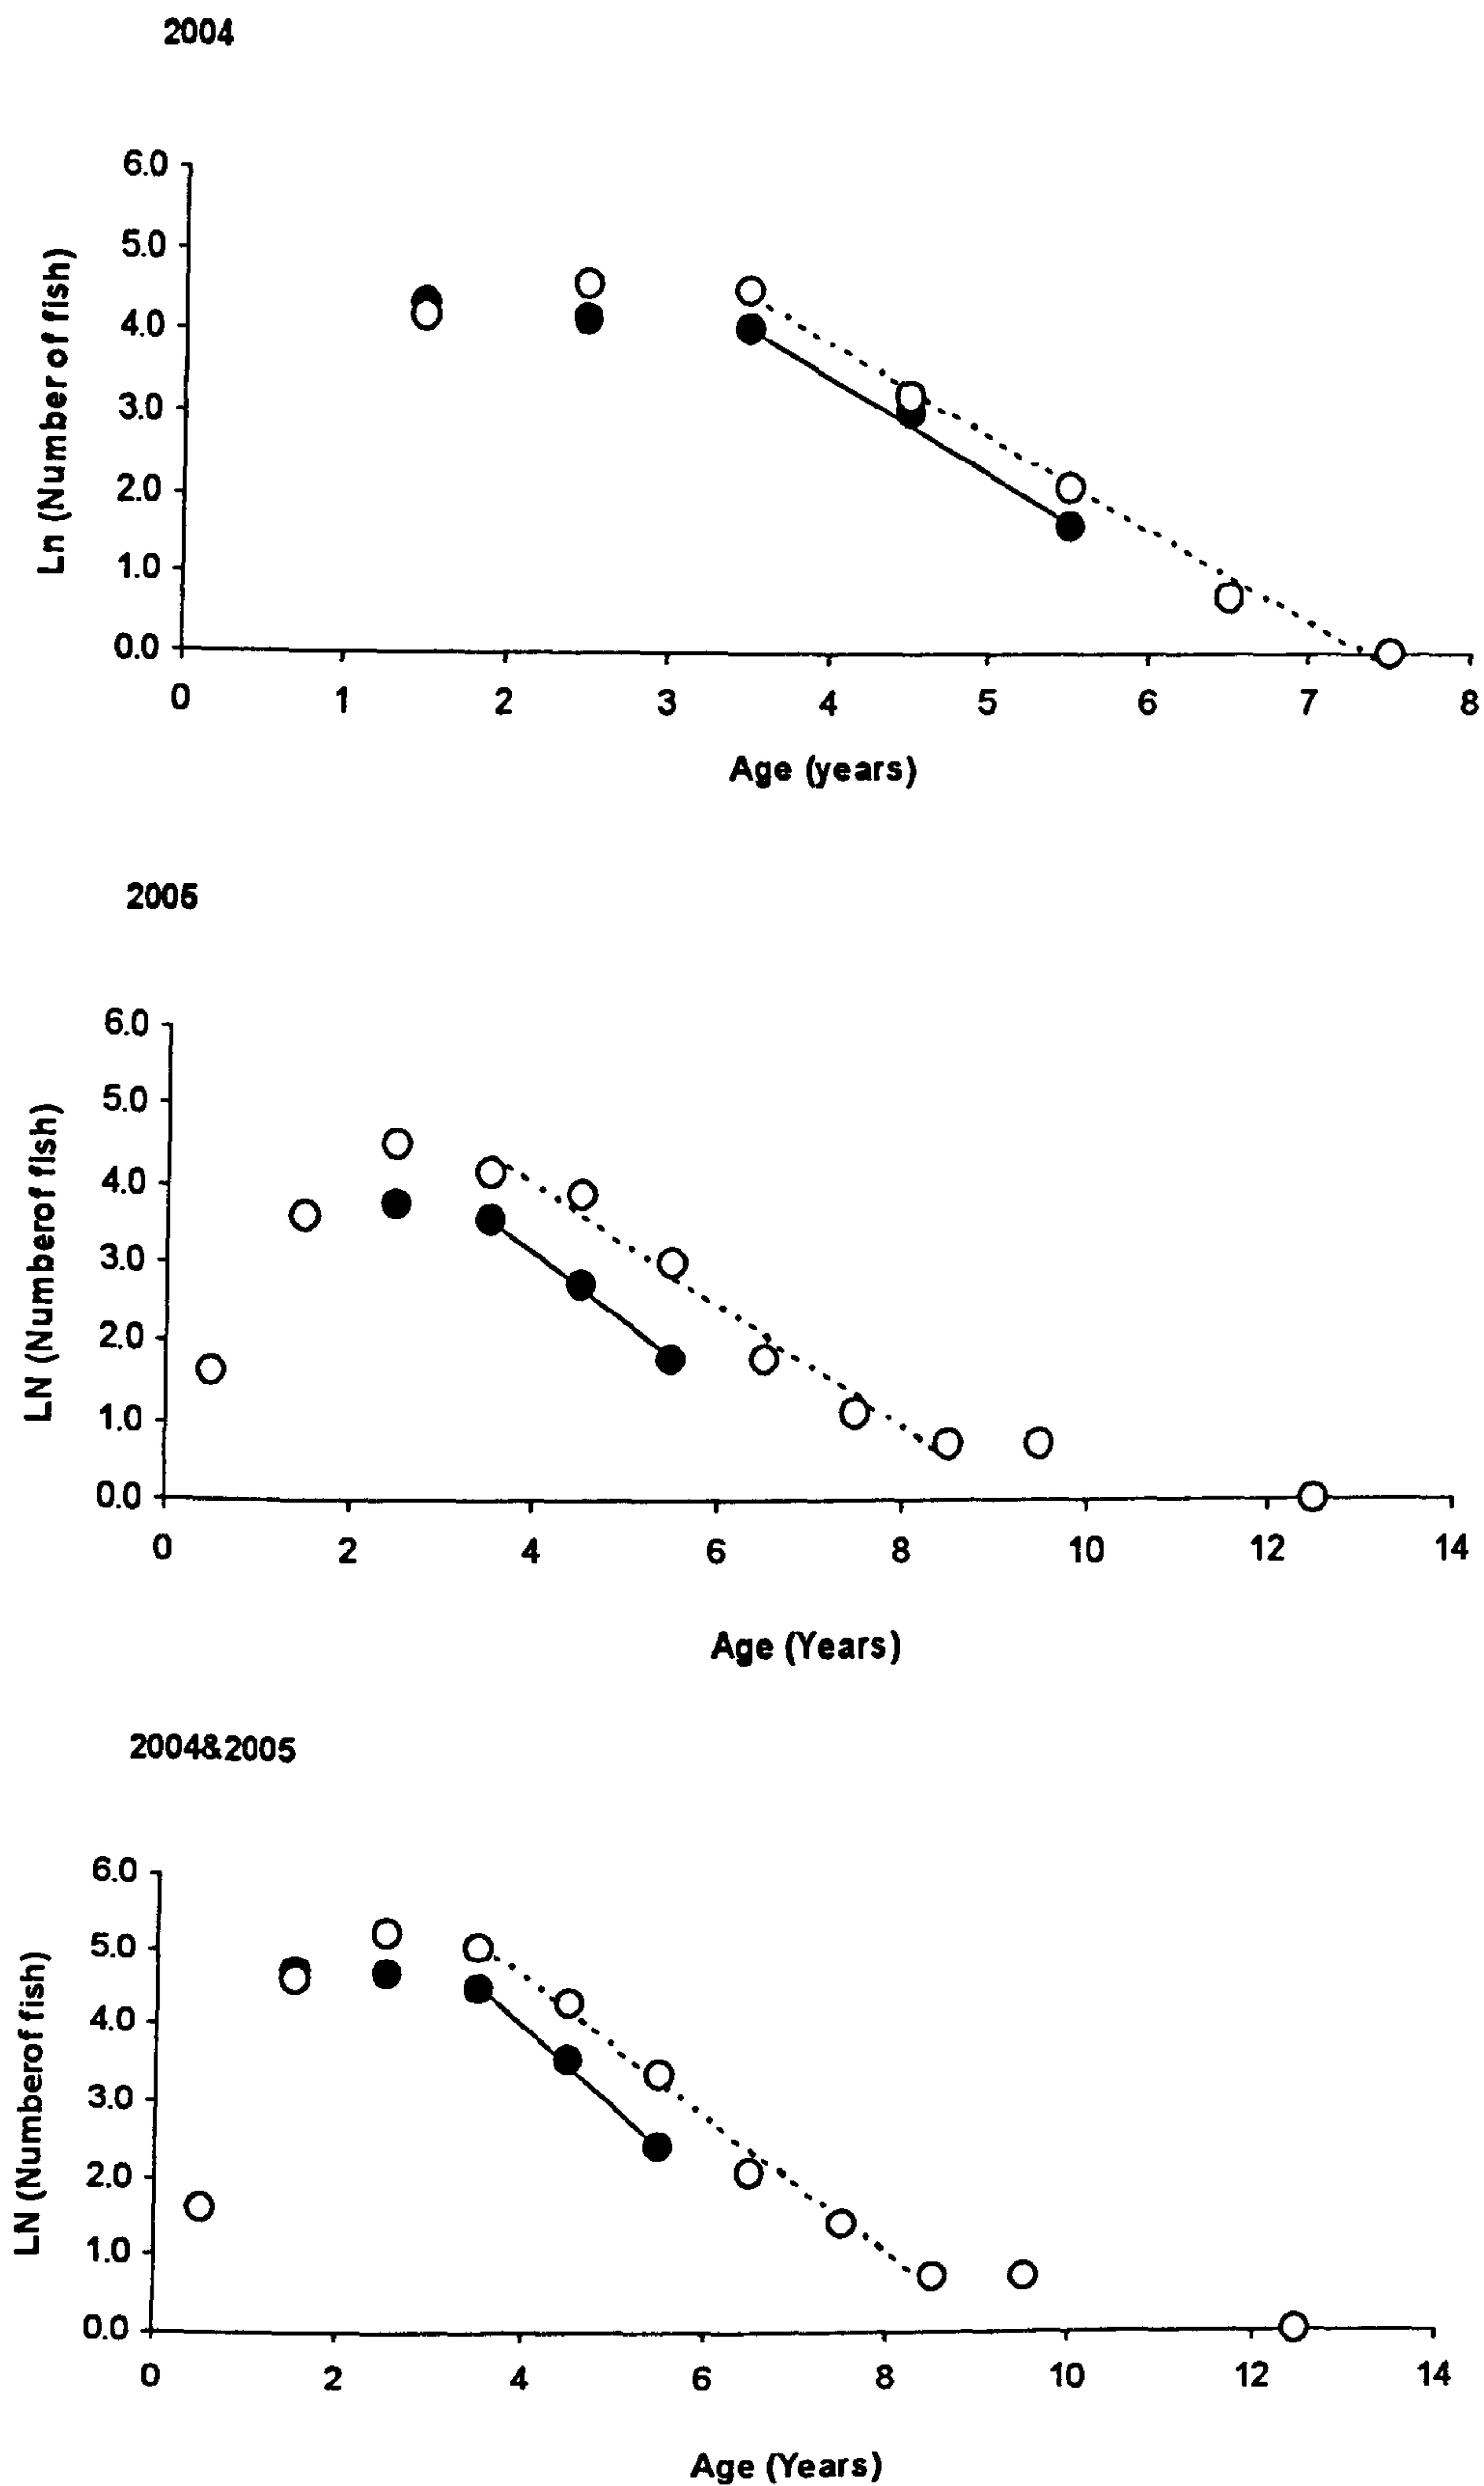 2004
6.0
5.0
4.0
3.0
2.0
1.0
0.0
Ln (Number of fish)
0 1 2 3 4 5 6 7 8
Age (years)
2005
6.0
5.0
4.0
3.0
2.0
1.0
0.0
LN (Numberof fish)
0 2 4 6 8 10 12 14
Age (Years)
2004&2005
6.0
5.0
4.0
3.0
2.0
1.0
0.0
LN (Numberof fish)
0 2 4 6 8 10 12 14
Age (Years)